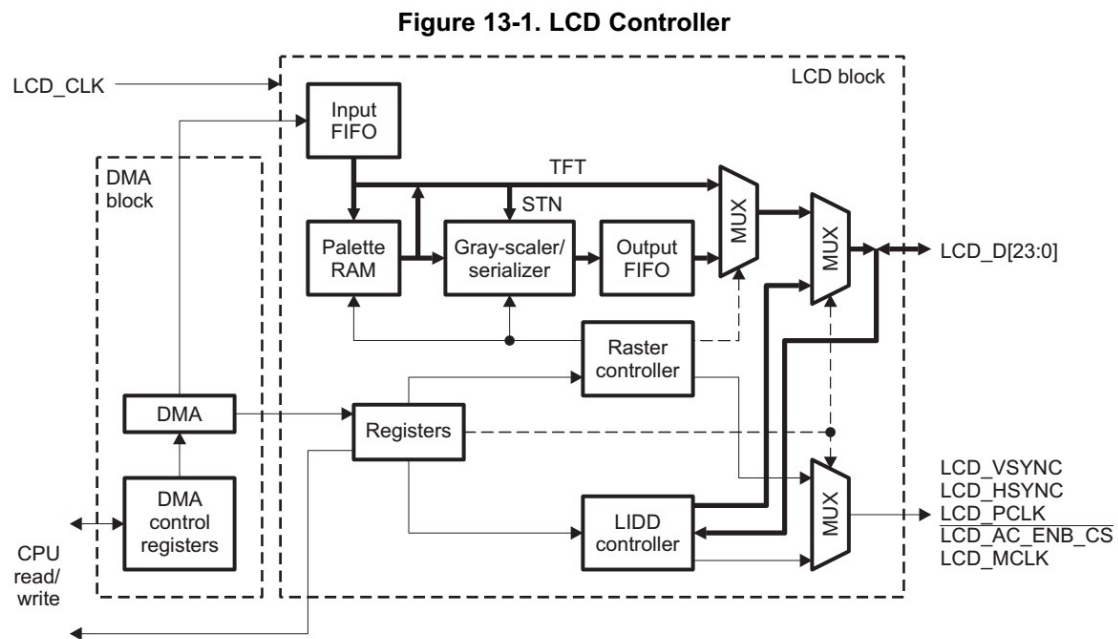 Figure 13-1. LCD Controller
LCD block
LCD_CLK
Input
FIFO
DMA
block
TFT
STN
Palette
RAM
Gray-scaler/
serializer
Output
FIFO
MUX
MUX
LCD_D[23:0]
Raster
controller
DMA
Registers
DMA
control
registers
LIDD
controller
MUX
LCD_VSYNC
LCD_HSYNC
LCD_PCLK
LCD_AC_ENB_CS
LCD_MCLK
CPU
read/
write